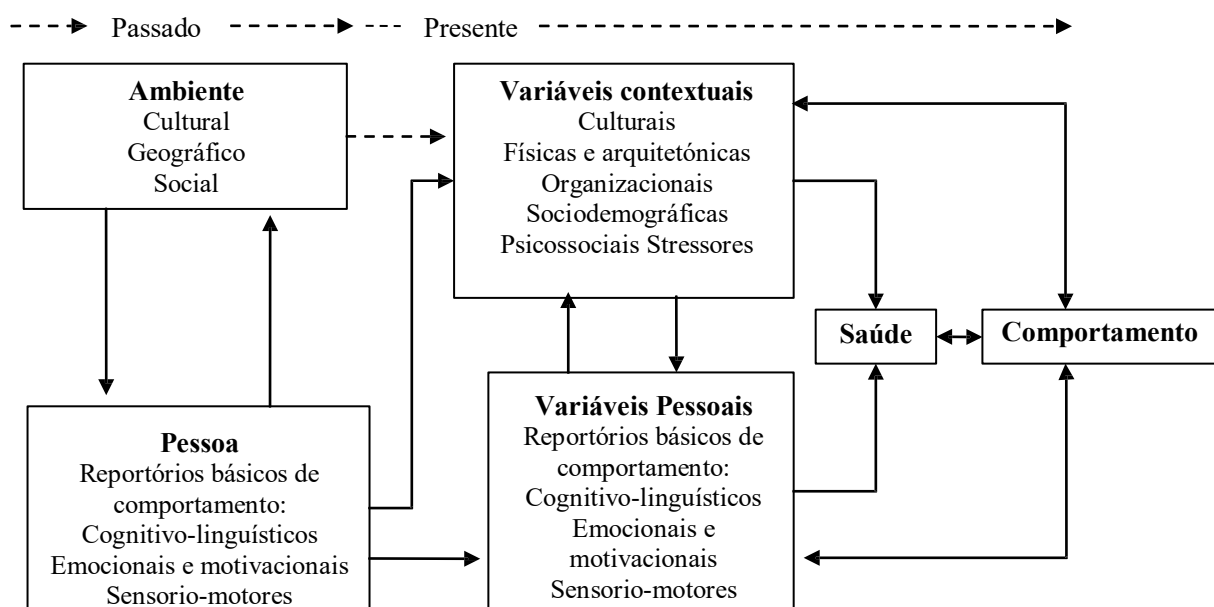 Passado
Presente
Ambiente
Cultural
Geográfico
Social
Variáveis contextuais
Culturais
Físicas e arquitetónicas
Organizacionais
Sociodemográficas
Psicossociais Stressores
Saúde
Comportamento
Pessoa
Reportórios básicos de
comportamento:
Cognitivo-linguísticos
Emocionais e motivacionais
Sensorio-motores
Variáveis Pessoais
Reportórios básicos de
comportamento:
Cognitivo-linguísticos
Emocionais e
motivacionais
Sensorio-motores